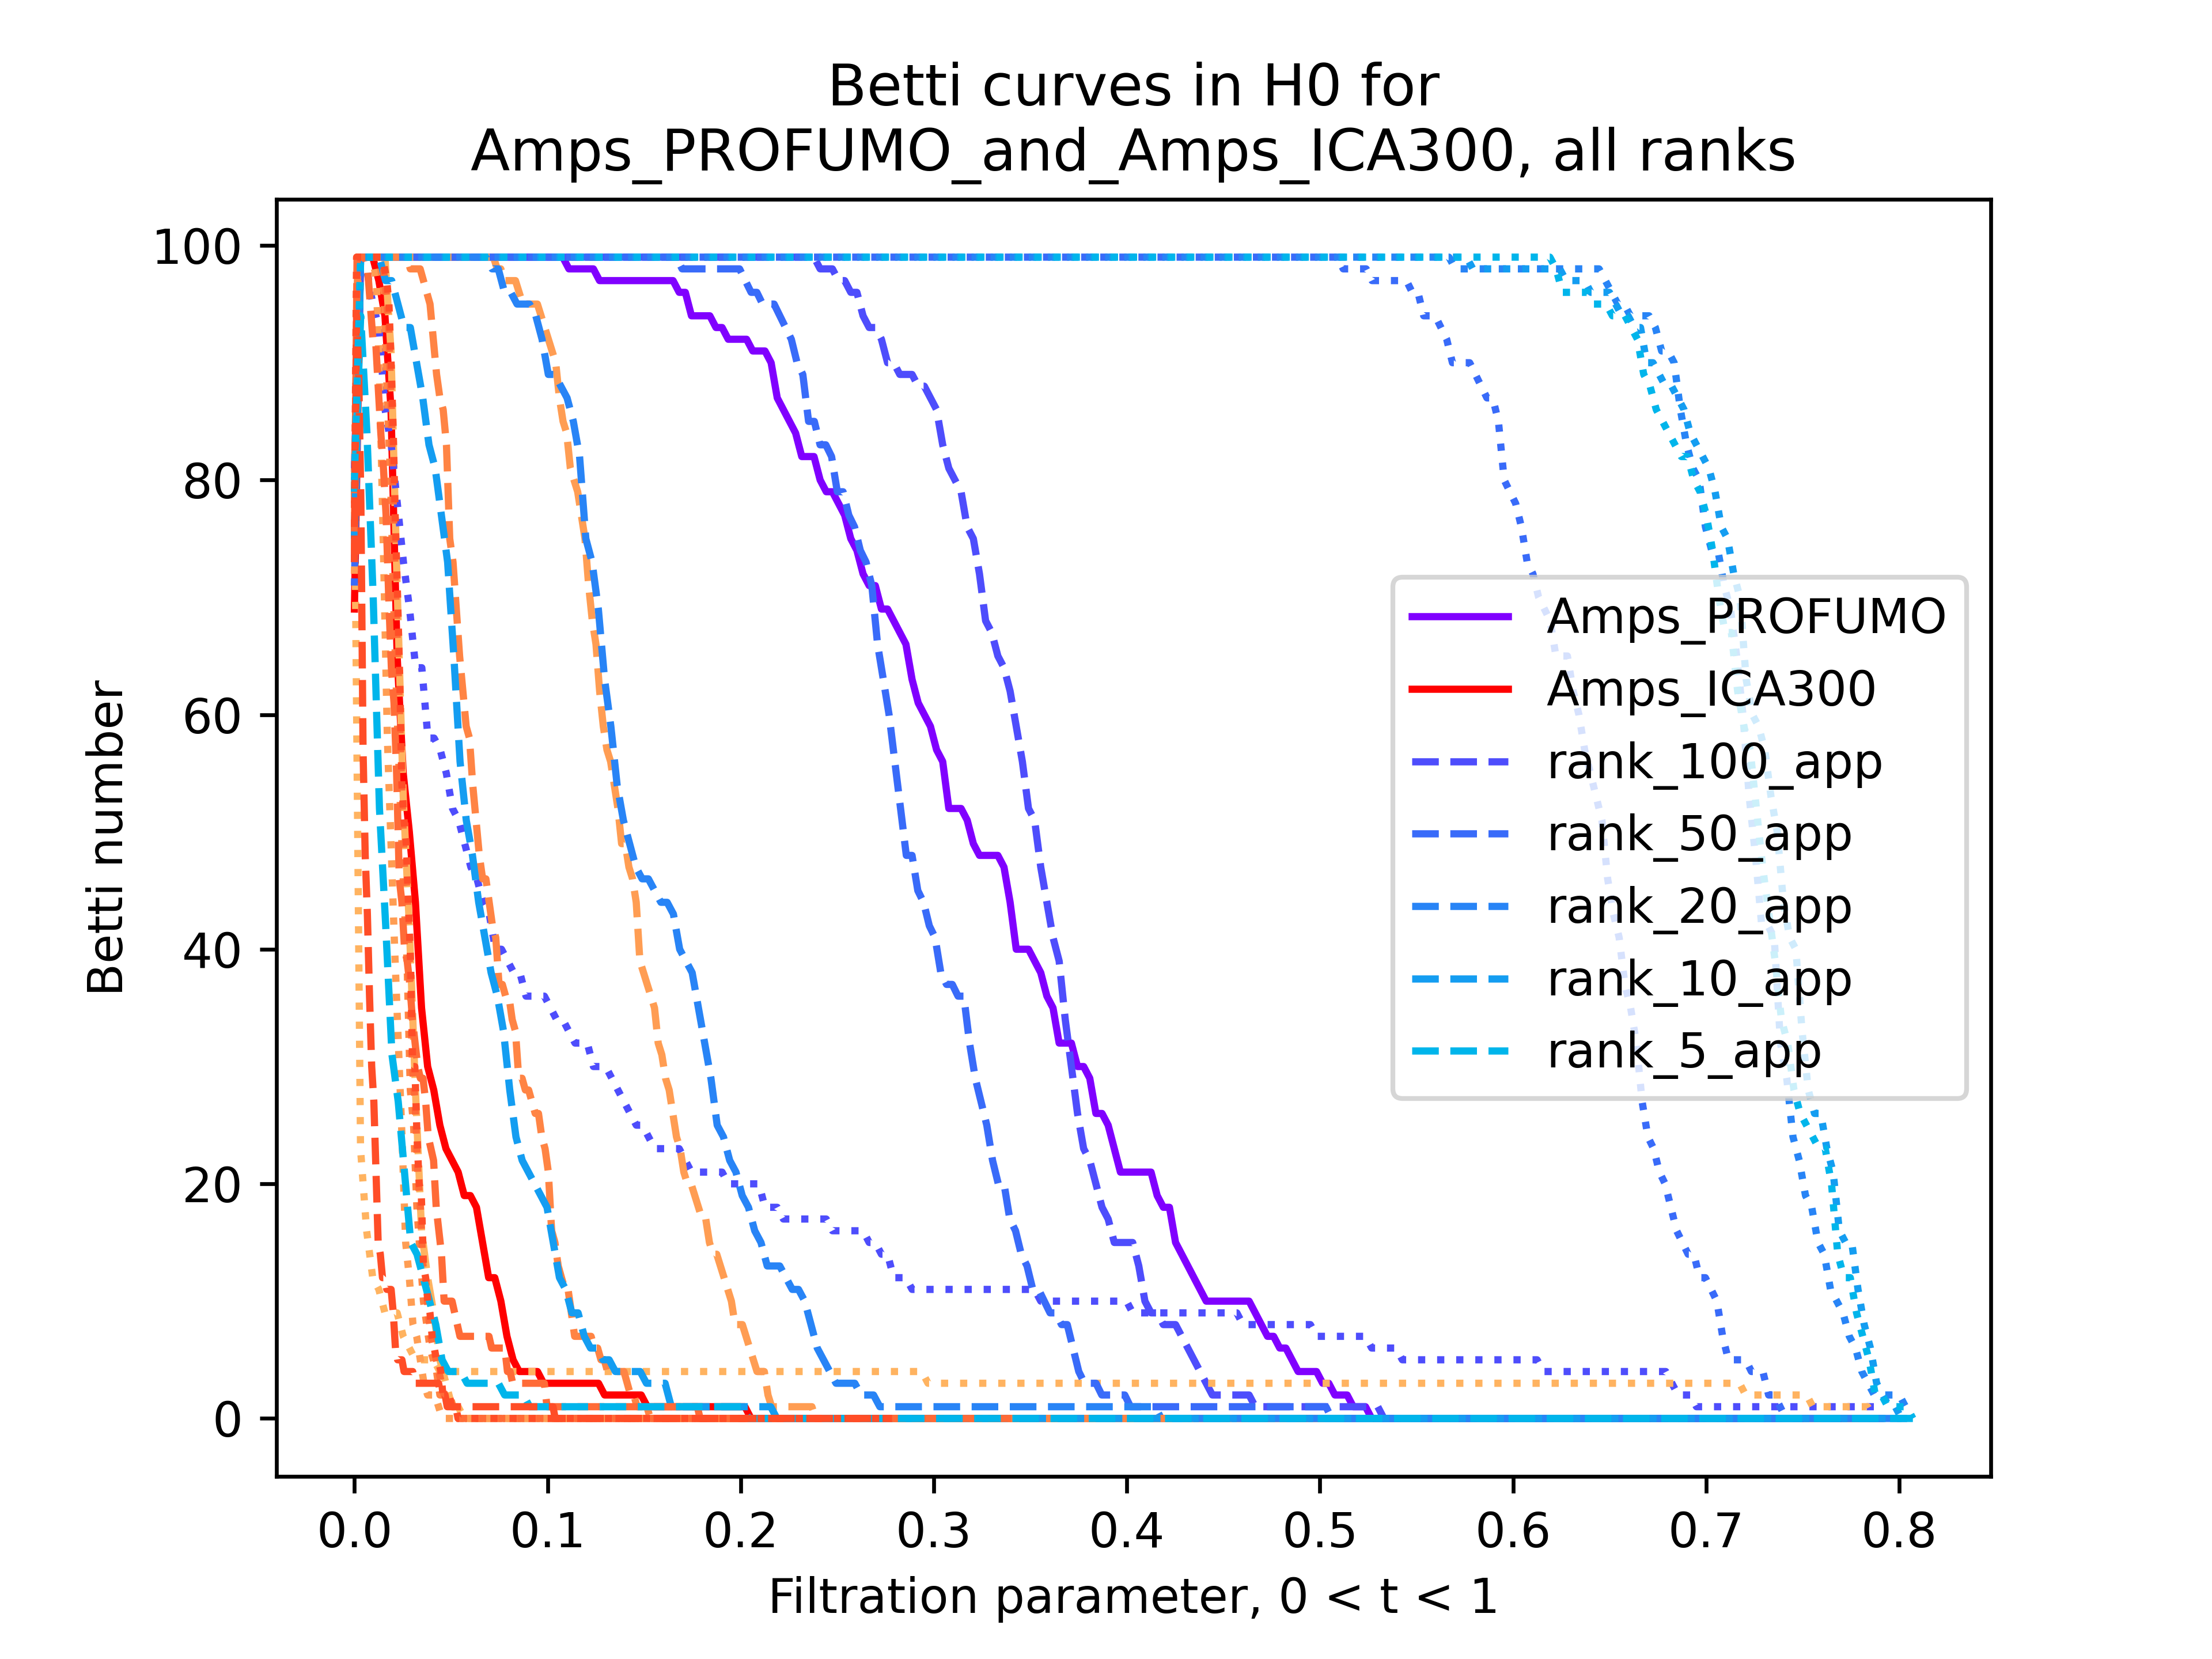 Betti curves in H0 for
Amps_PROFUMO_and_Amps_ICA300, all ranks
100
80
60
40
20
0
Betti number
Amps_PROFUMO
Amps_ICA300
rank_100_app
rank_50_app
rank_20_app
rank_10_app
rank_5_app
0.0 0.1 0.2 0.3 0.4 0.5 0.6 0.7 0.8
Filtration parameter, 0 < t < 1